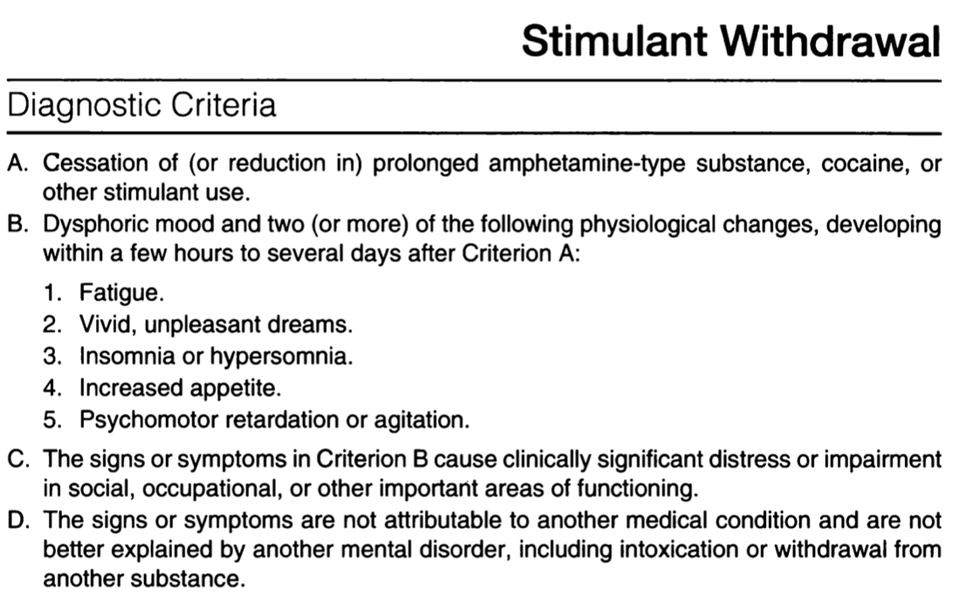 Stimulant Withdrawal
Diagnostic Criteria
A. Cessation of (or reduction in) prolonged amphetamine-type substance, cocaine, or
other stimulant use.
B. Dysphoric mood and two (or more) of the following physiological changes, developing
within a few hours to several days after Criterion A:
1. Fatigue.
2. Vivid, unpleasant dreams.
3. Insomnia or hypersomnia.
4. Increased appetite.
5. Psychomotor retardation or agitation.
C. The signs or symptoms in Criterion B cause clinically significant distress or impairment
in social, occupational, or other important areas of functioning.
D. The signs or symptoms are not attributable to another medical condition and are not
better explained by another mental disorder, including intoxication or withdrawal from
another substance.